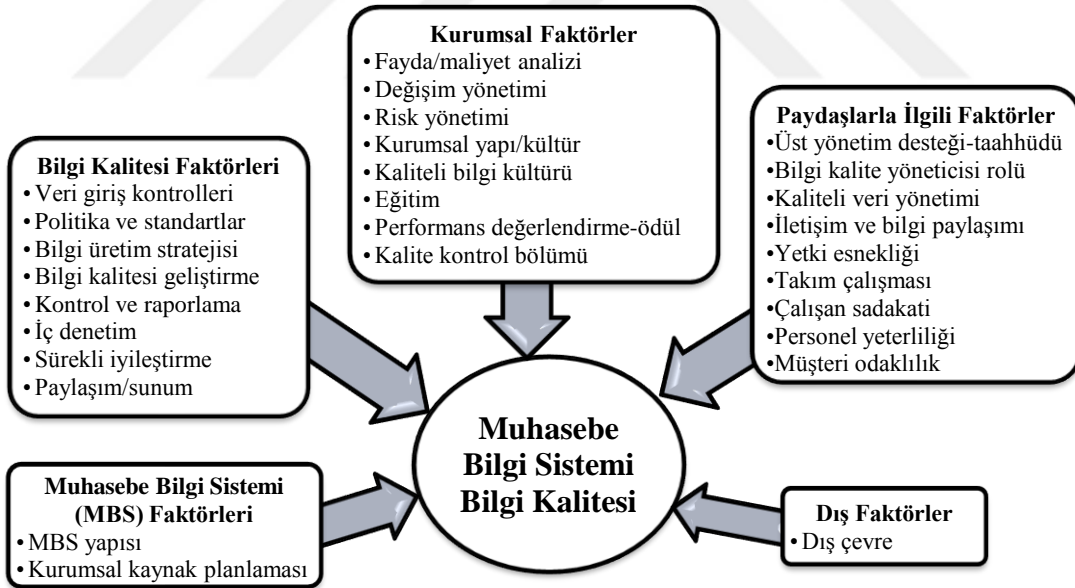 Kurumsal Faktörler
•Fayda/maliyet analizi
•Değişim yönetimi
•Risk yönetimi
•Kurumsal yapı/kültür
•Kaliteli bilgi kültürü
•Eğitim
•Performans değerlendirme-ödül
•Kalite kontrol bölümü
Paydaşlarla İlgili Faktörler
•Üst yönetim desteği-taahhüdü
•Bilgi kalite yöneticisi rolü
•Kaliteli veri yönetimi
•İletişim ve bilgi paylaşımı
•Yetki esnekliği
•Takım çalışması
•Çalışan sadakati
•Personel yeterliliği
•Müşteri odaklılık
Bilgi Kalitesi Faktörleri
• Veri giriş kontrolleri
• Politika ve standartlar
• Bilgi üretim stratejisi
• Bilgi kalitesi geliştirme
• Kontrol ve raporlama
• İç denetim
• Sürekli iyileştirme
• Paylaşım/sunum
Muhasebe
Bilgi Sistemi
Bilgi Kalitesi
Muhasebe Bilgi Sistemi
(MBS) Faktörleri
• MBS yapısı
• Kurumsal kaynak planlaması
Dış Faktörler
• Dış çevre